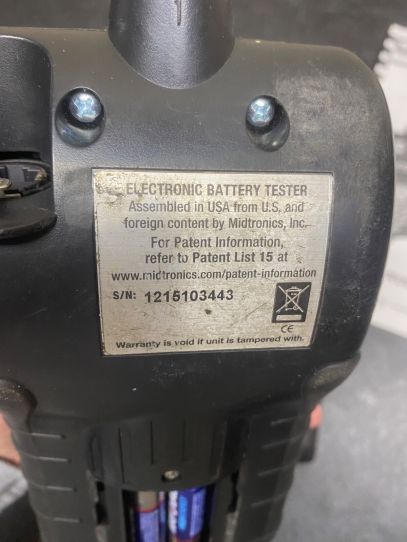 ELECTRONIC BATTERY TESTER
Assembled in USA from U.S. and
foreign content by Midtronics, Inc.
For Patent Information,
refer to Patent List 15 at
www.midtronics.com/patent-information
S/N: 1215103443
CE
Warranty is void if unit is tampered with.